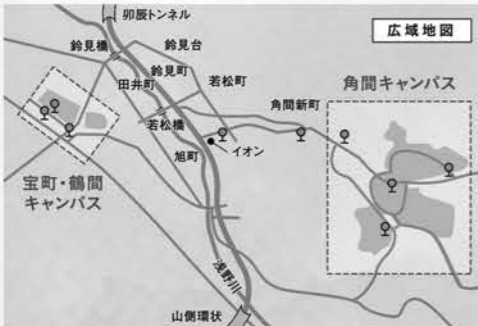 卯辰トンネル
広域地図
鈴見橋
鈴見台
田井町
鈴見町
若松町
角間キャンパス
角間新町
若松橋
旭町
イオン
宝町・鶴間
キャンパス
浅野川
山側環状